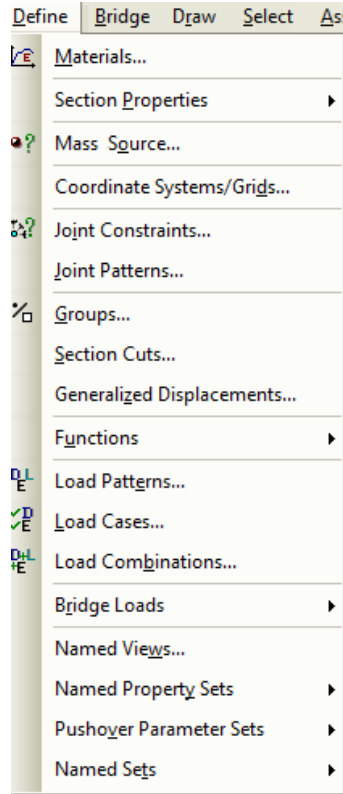 Define Bridge Draw Select As
Materials...
Section Properties
Mass Source...
Coordinate Systems/Grids...
Joint Constraints...
Joint Patterns...
Groups...
Section Cuts...
Generalized Displacements...
Functions
Load Patterns...
Load Cases...
Load Combinations...
Bridge Loads
Named Views...
Named Property Sets
Pushover Parameter Sets
Named Sets